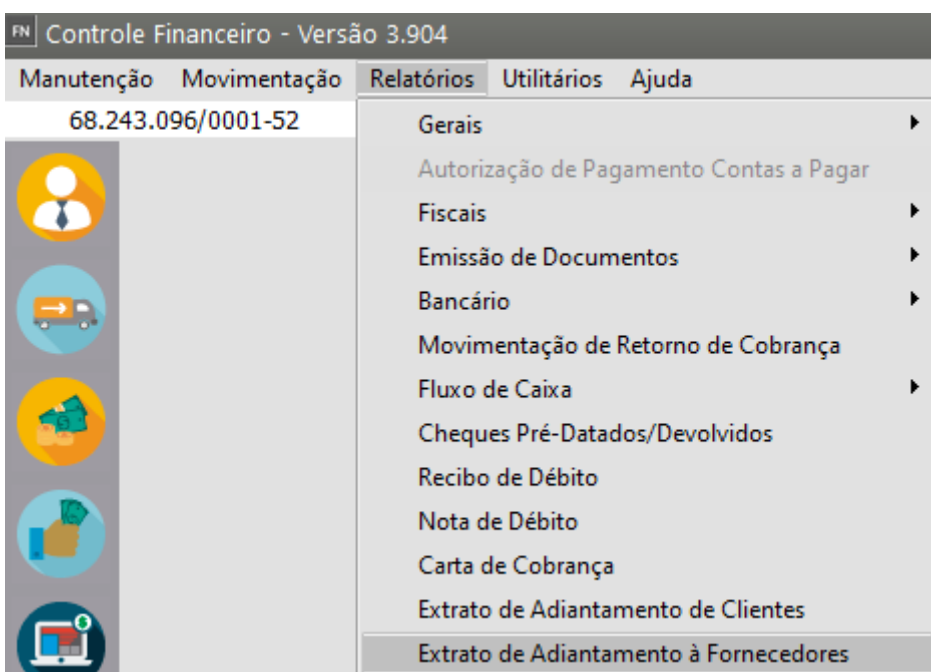 FN Controle Financeiro - Versão 3.904
Manutenção Movimentação Relatórios Utilitários Ajuda
68.243.096/0001-52
Gerais
Autorização de Pagamento Contas a Pagar
Fiscais
Emissão de Documentos
Bancário
Movimentação de Retorno de Cobrança
Fluxo de Caixa
Cheques Pré-Datados/Devolvidos
Recibo de Débito
Nota de Débito
Carta de Cobrança
Extrato de Adiantamento de Clientes
Extrato de Adiantamento à Fornecedores